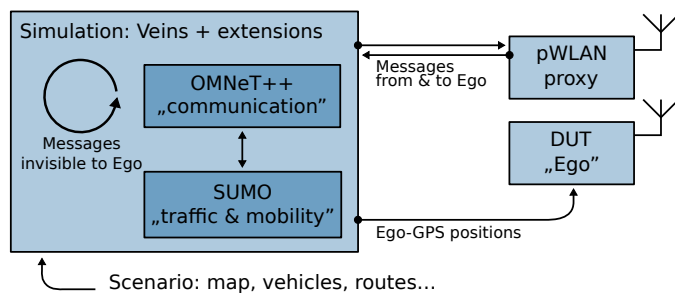 Simulation: Veins + extensions
OMNeT++
„communication”
Messages
invisible to Ego
SUMO
„traffic & mobility”
Messages
from & to Ego
pWLAN
proxy
DUT
„Ego”
Ego-GPS positions
Scenario: map, vehicles, routes...